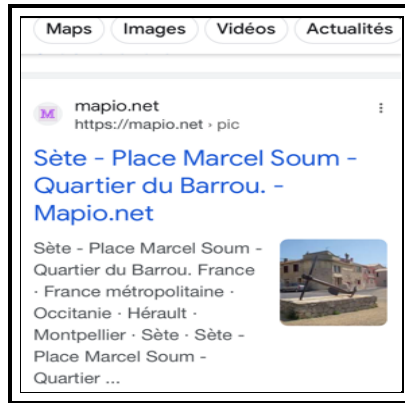 Maps Images Vidéos Actualités
M mapio.net
https://mapio.net › pic
Sète - Place Marcel Soum -
Quartier du Barrou. -
Mapio.net
Sète - Place Marcel Soum -
Quartier du Barrou. France
· France métropolitaine ·
Occitanie · Hérault ·
Montpellier · Sète · Sète -
Place Marcel Soum -
Quartier ...